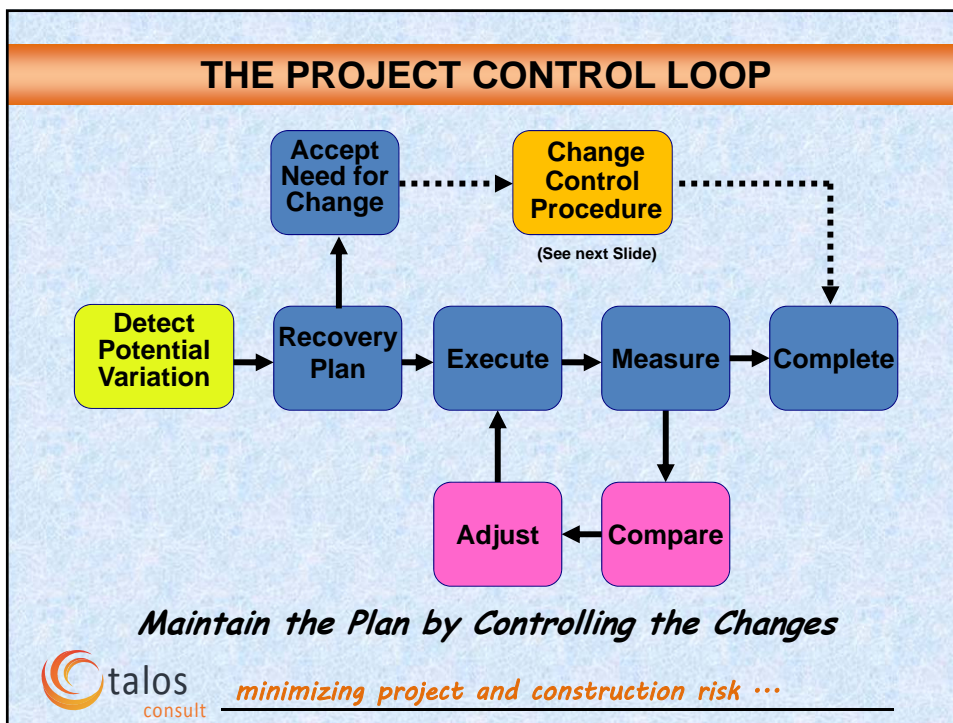 THE PROJECT CONTROL LOOP
Accept
Need for
Change
Change
Control
Procedure
(See next Slide)
Detect
Potential
Variation
Recovery
Plan
Execute
Measure
Complete
Adjust
Compare
Maintain the Plan by Controlling the Changes
talos
consult
minimizing project and construction risk ...